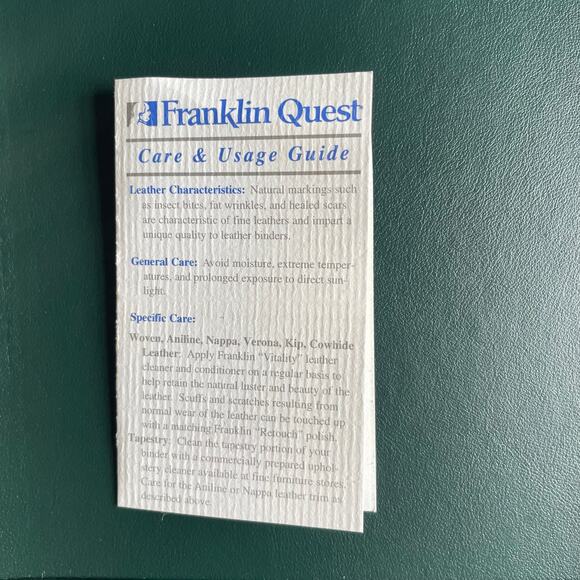 Franklin Quest
Care & Usage Guide
Leather Characteristics: Natural markings such
as insect bites, fat wrinkles, and healed scars
are characteristic of fine leathers and impart a
unique quality to leather binders.
General Care: Avoid moisture, extreme temper-
atures, and prolonged exposure to direct sun-
light.
Specific Care:
Woven, Aniline, Nappa, Verona, Kip, Cowhide
Leather: Apply Franklin "Vitality" leather
cleaner and conditioner on a regular basis to
help retain the natural luster and beauty of the
leather. Scuffs and scratches resulting from
normal wear of the leather can be touched up
with a matching Franklin "Retouch" polish.
Tapestry: Clean the tapestry portion of your
binder with a commercially prepared uphol-
stery cleaner available at fine furniture stores.
Care for the Aniline or Nappa leather trim as
described above.